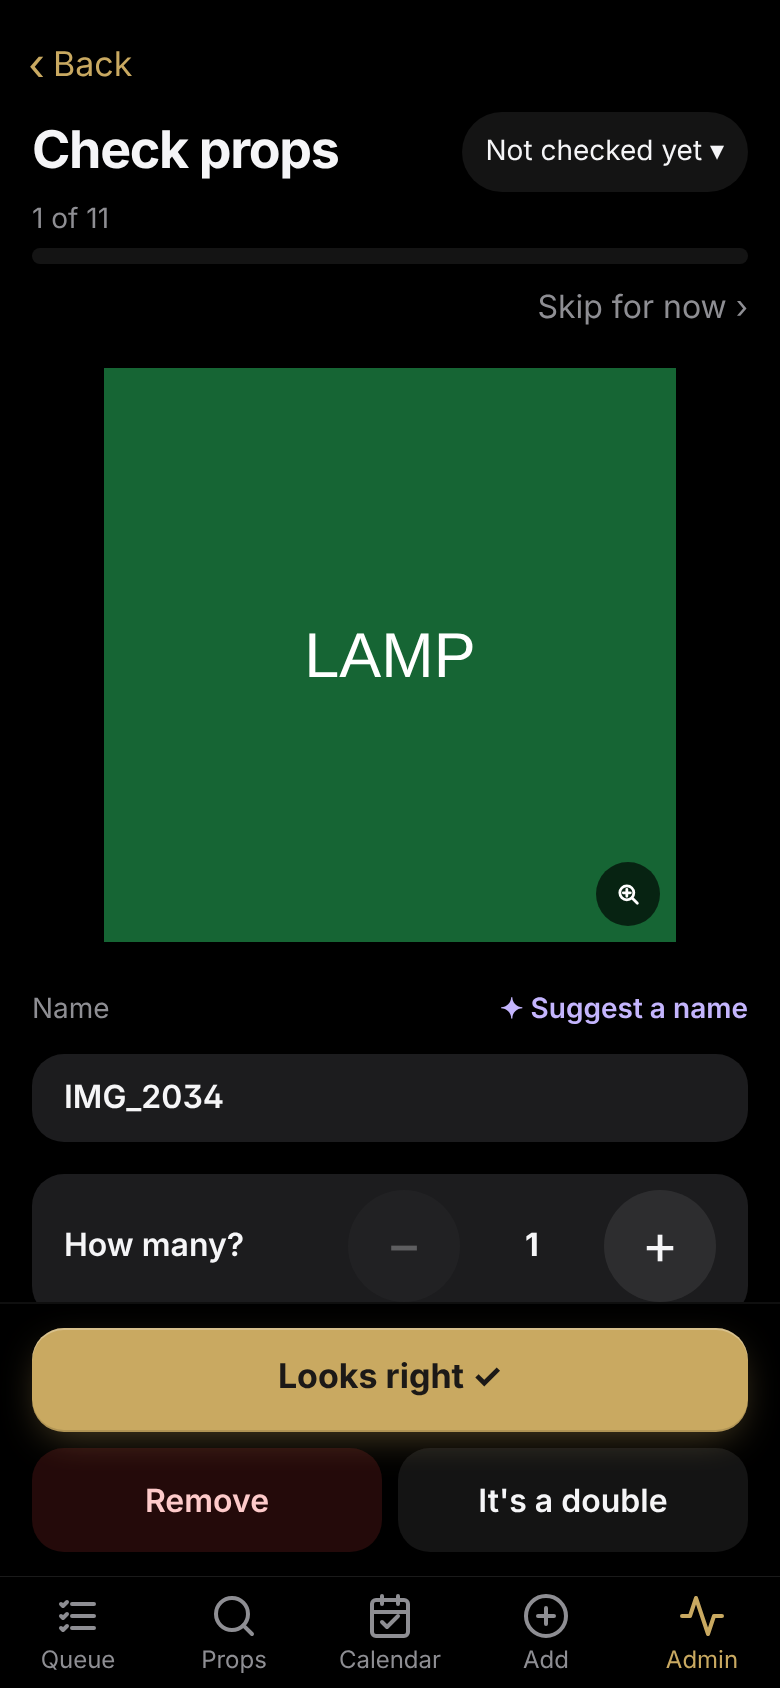 ‹ Back
Check props
Not checked yet ▾
1 of 11
Skip for now ›
LAMP
Name
✦ Suggest a name
IMG_2034
How many?
− 1 +
Looks right ✓
Remove
It's a double
Queue
Props
Calendar
Add
Admin